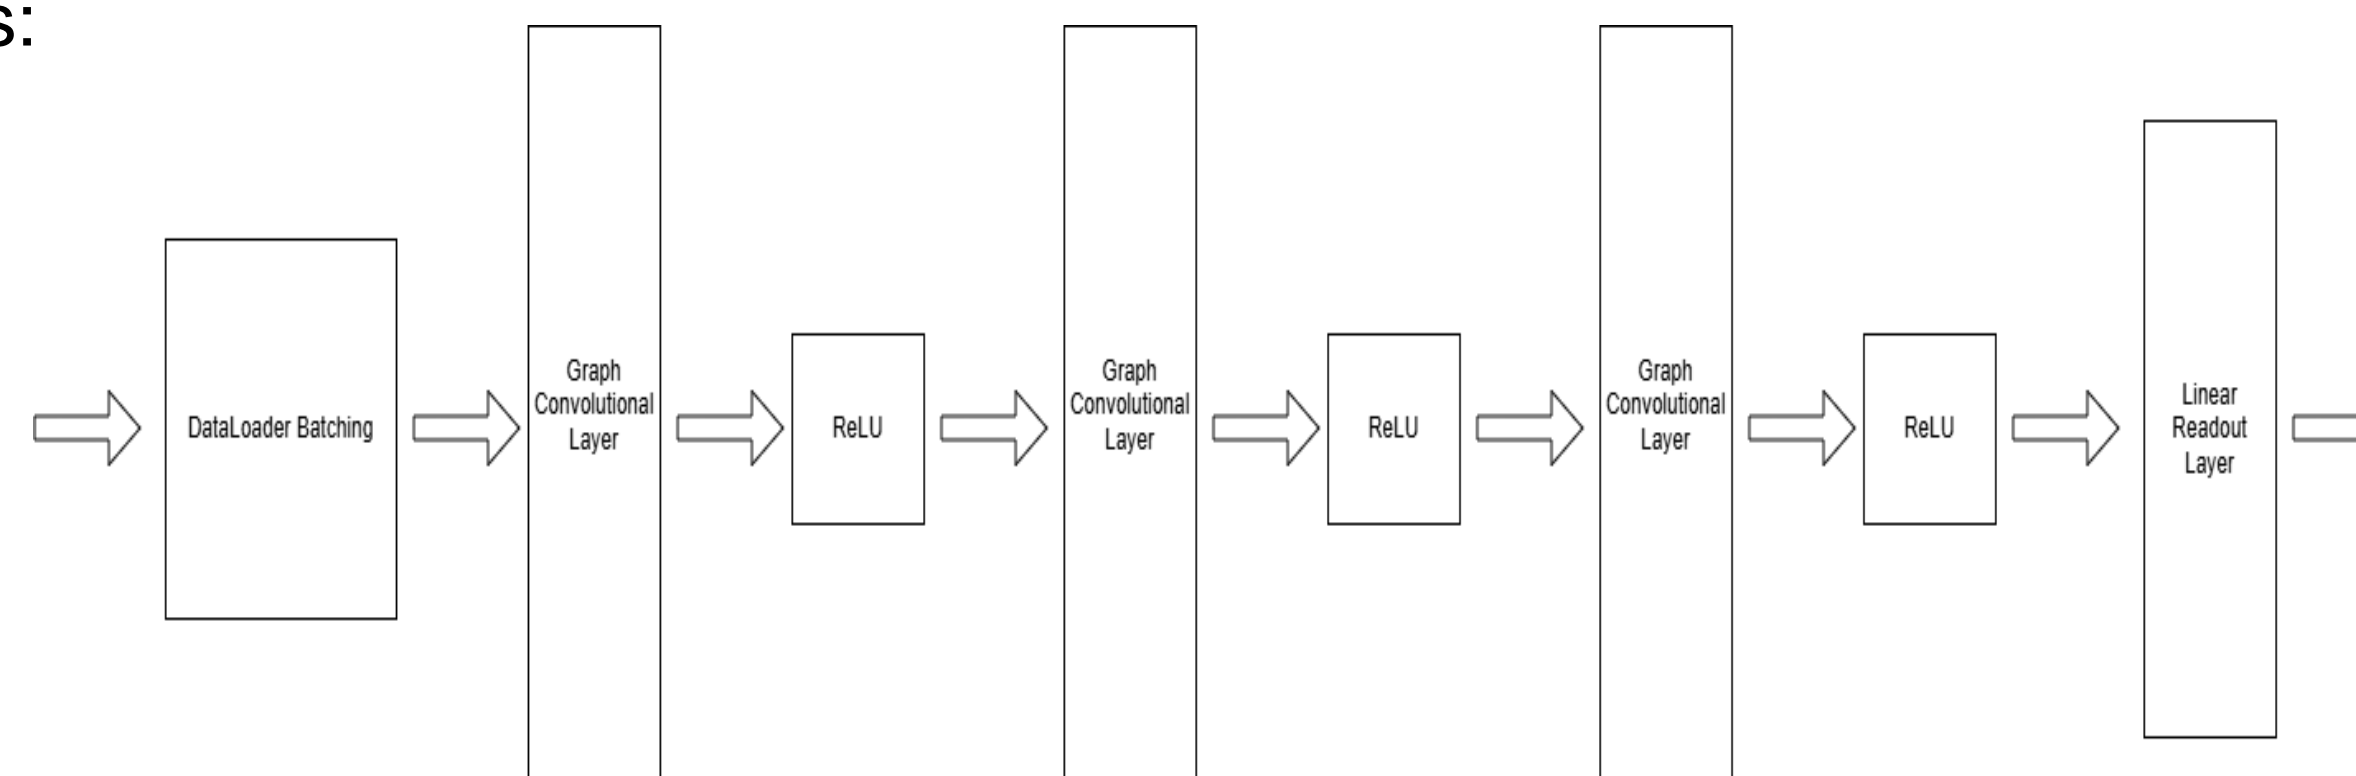 s:
DataLoader Batching
Graph
Convolutional
Layer
ReLU
Graph
Convolutional
Layer
ReLU
Graph
Convolutional
Layer
ReLU
Linear
Readout
Layer